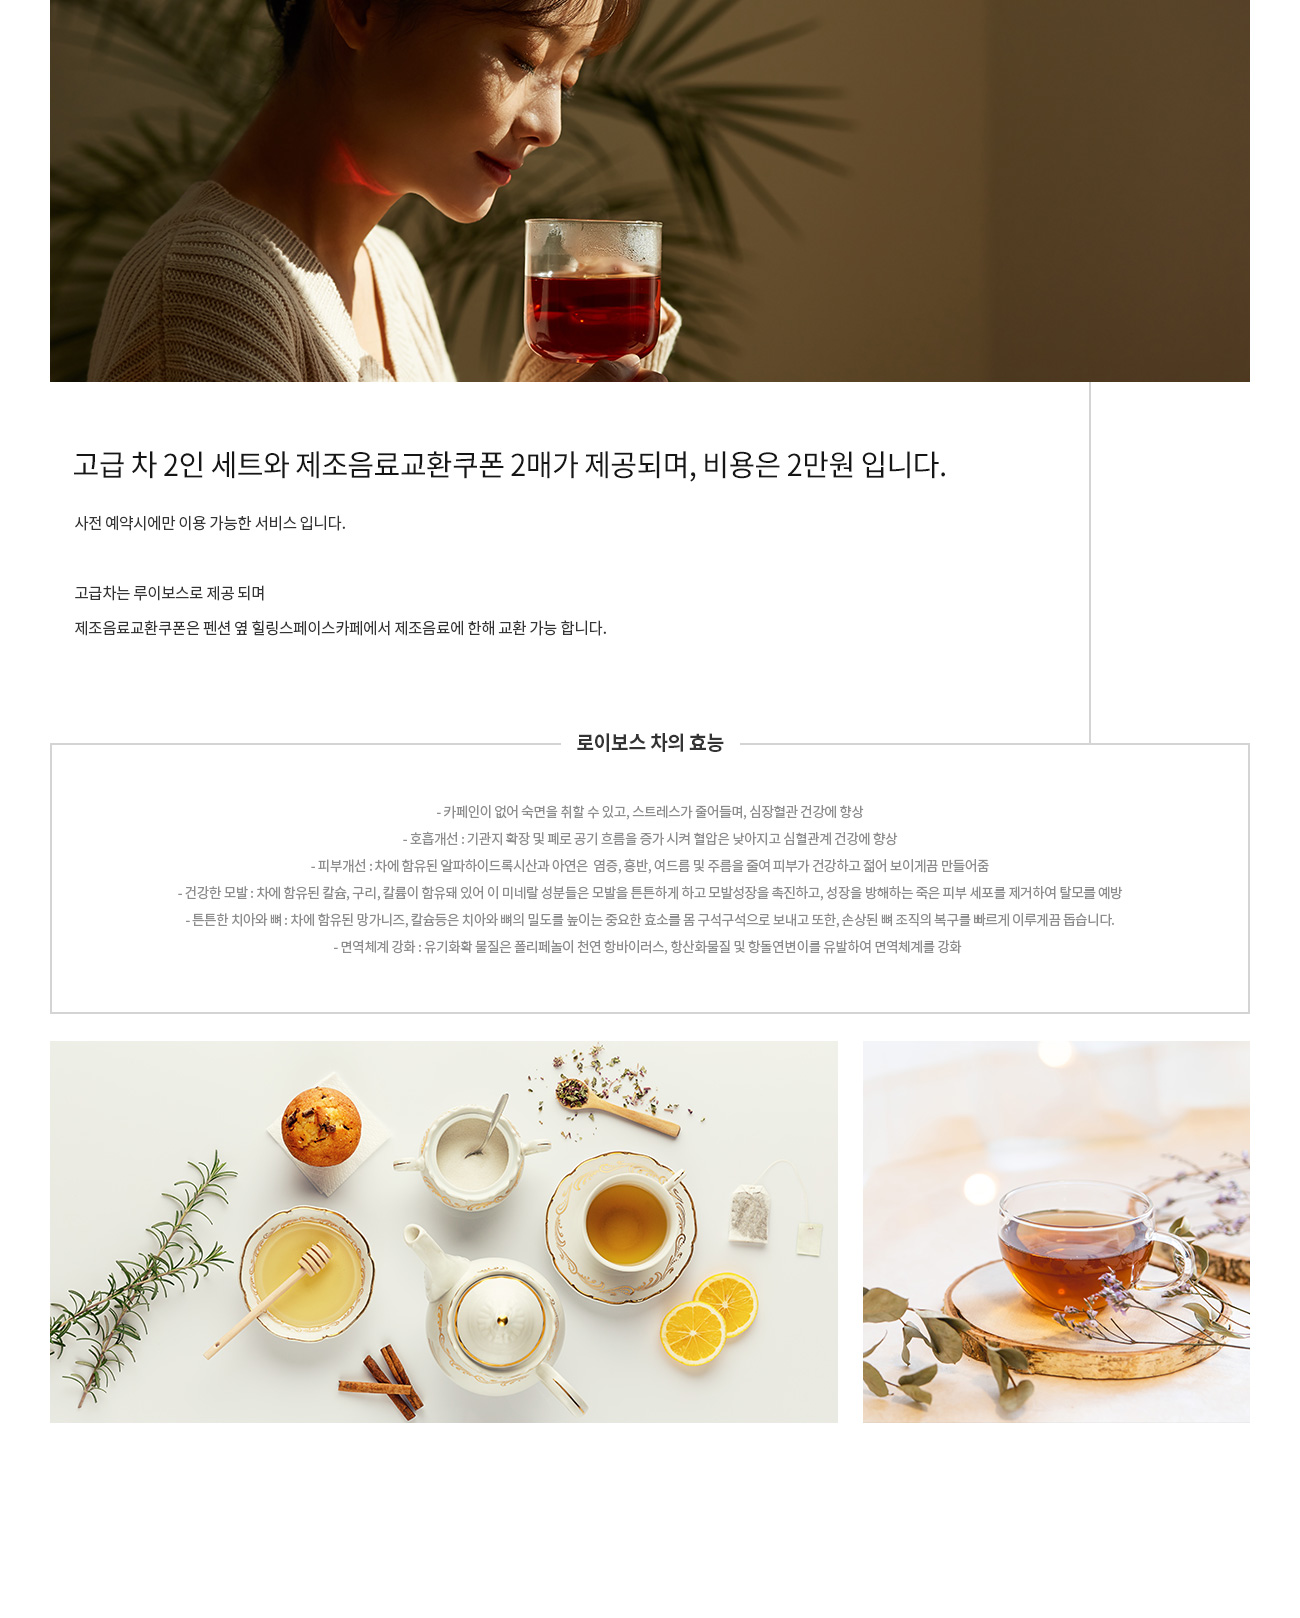 고급 차 2인 세트와 제조음료교환쿠폰 2매가 제공되며, 비용은 2만원 입니다.
사전 예약시에만 이용 가능한 서비스 입니다.
고급차는 루이보스로 제공 되며
제조음료교환쿠폰은 펜션 옆 힐링스페이스카페에서 제조음료에 한해 교환 가능 합니다.
로이보스 차의 효능
- 카페인이 없어 숙면을 취할 수 있고, 스트레스가 줄어들며, 심장혈관 건강에 향상
- 호흡개선 : 기관지 확장 및 폐로 공기 흐름을 증가 시켜 혈압은 낮아지고 심혈관계 건강에 향상
- 피부개선 : 차에 함유된 알파하이드록시산과 아연은 염증, 홍반, 여드름 및 주름을 줄여 피부가 건강하고 젊어 보이게끔 만들어줌
- 건강한 모발 : 차에 함유된 칼슘, 구리, 칼륨이 함유돼 있어 이 미네랄 성분들은 모발을 튼튼하게 하고 모발성장을 촉진하고, 성장을 방해하는 죽은 피부 세포를 제거하여 탈모를 예방
- 튼튼한 치아와 뼈 : 차에 함유된 망가니즈, 칼슘등은 치아와 뼈의 밀도를 높이는 중요한 효소를 몸 구석구석으로 보내고 또한, 손상된 뼈 조직의 복구를 빠르게 이루게끔 돕습니다.
- 면역체계 강화 : 유기화확 물질은 폴리페놀이 천연 항바이러스, 항산화물질 및 항돌연변이를 유발하여 면역체계를 강화